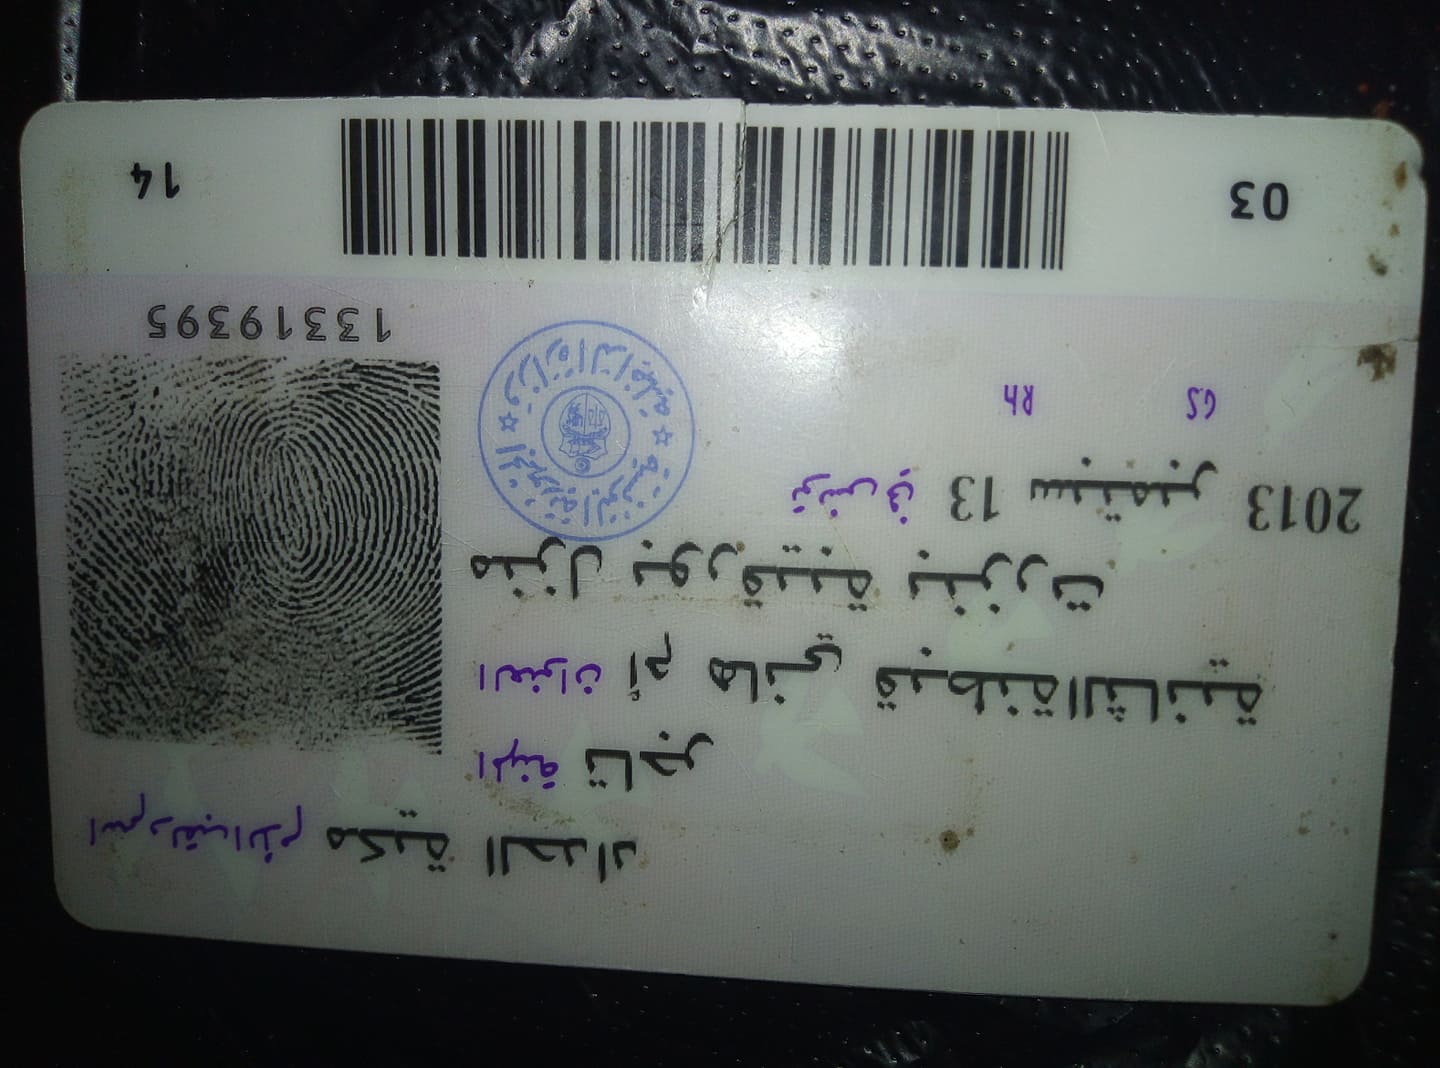 اسم ولقب الأم مكية الحداد
المهنة تاجر
العنوان أم هاني قبطنة الثانية
منزل بورقيبة بنزرت
تونس في 13 سبتمبر 2013
Rh GS
الجمهورية التونسية
وزارة الداخلية
13319395
03 14